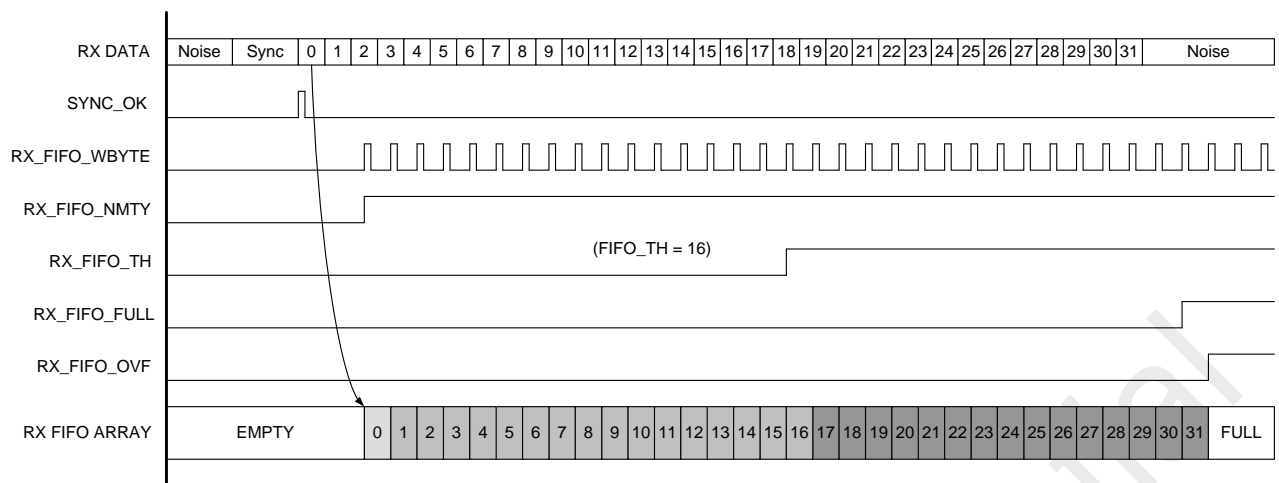 RX DATA Noise Sync 0 1 2 3 4 5 6 7 8 9 10 11 12 13 14 15 16 17 18 19 20 21 22 23 24 25 26 27 28 29 30 31 Noise
SYNC_OK
RX_FIFO_WBYTE
RX_FIFO_NMTY
(FIFO_TH = 16)
RX_FIFO_TH
RX_FIFO_FULL
RX_FIFO_OVF
RX FIFO ARRAY EMPTY 0 1 2 3 4 5 6 7 8 9 10 11 12 13 14 15 16 17 18 19 20 21 22 23 24 25 26 27 28 29 30 31 FULL